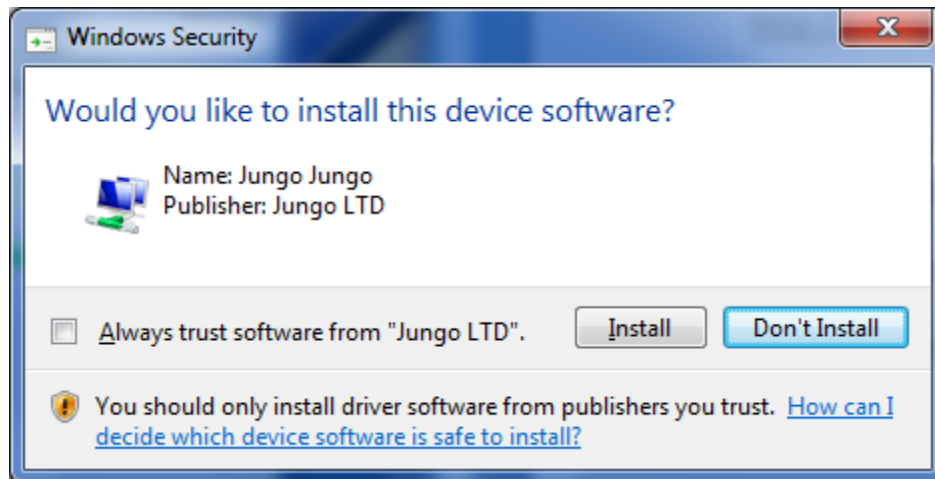 Windows Security
Would you like to install this device software?
Name: Jungo Jungo
Publisher: Jungo LTD
Always trust software from "Jungo LTD".
Install
Don't Install
You should only install driver software from publishers you trust. How can I
decide which device software is safe to install?